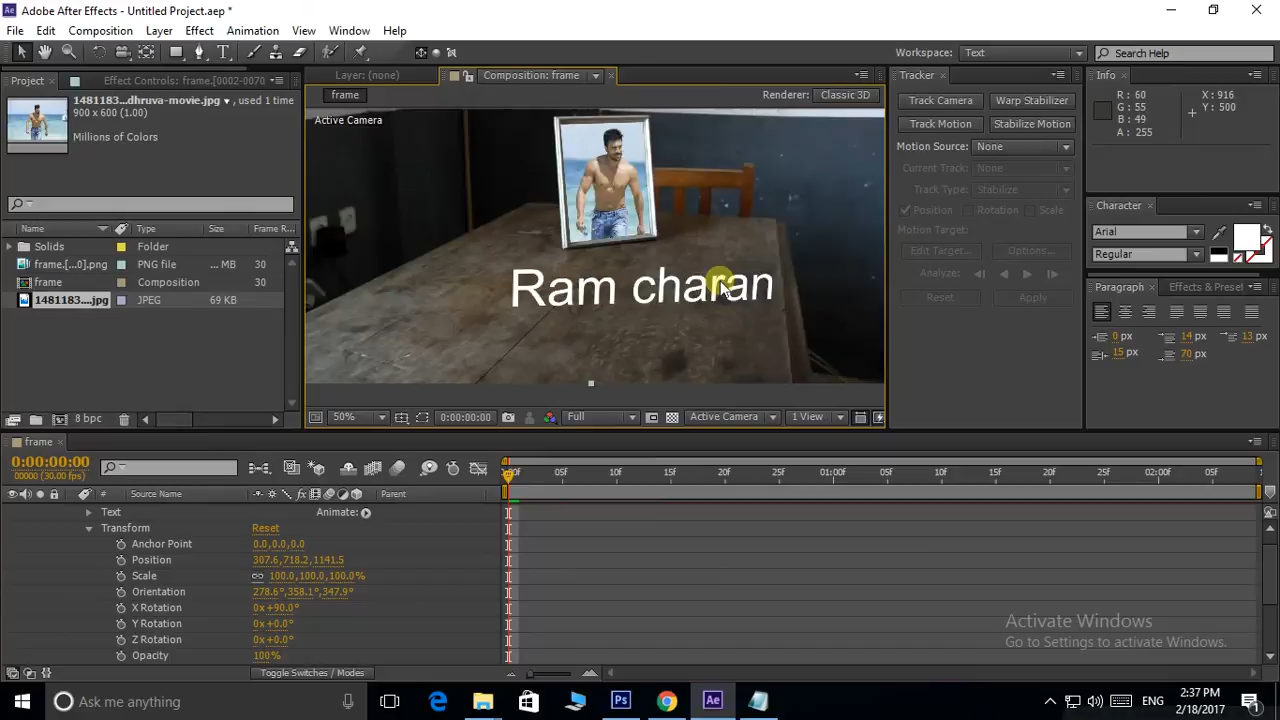 Adobe After Effects - Untitled Project.aep *
File Edit Composition Layer Effect Animation View Window Help
Workspace: Text Search Help
Project Effect Controls: frame.[0002-0070 Layer: (none) Composition: frame Tracker Info
1481183...dhruva-movie.jpg, used 1 time
900 x 600 (1.00)
Millions of Colors
frame Renderer: Classic 3D
Active Camera
Track Camera Warp Stabilizer
Track Motion Stabilize Motion
Motion Source: None
Current Track: None
Track Type: Stabilize
Position Rotation Scale
Motion Target:
Edit Target... Options...
Analyze:
Reset Apply
R: 60 X: 916
G: 55 Y: 500
B: 49
A: 255
Character
Arial
Regular
Paragraph Effects & Preset
0 px 14 px 13 px
15 px 70 px
Name Type Size Frame R...
Solids Folder
frame.[...0].png PNG file ... MB 30
frame Composition 30
1481183....jpg JPEG 69 KB
8 bpc
Ram charan
50% 0:00:00:00 Full Active Camera 1 View
frame
0:00:00:00
00000 (30.00 fps)
05f 10f 15f 20f 25f 01:00f 05f 10f 15f 20f 25f 02:00f 05f
# Source Name Parent
Text Animate:
Transform Reset
Anchor Point 0.0,0.0,0.0
Position 307.6,718.2,1141.5
Scale 100.0,100.0,100.0%
Orientation 278.6°,358.1°,347.9°
X Rotation 0x+90.0°
Y Rotation 0x+0.0°
Z Rotation 0x+0.0°
Opacity 100%
Toggle Switches / Modes
Activate Windows
Go to Settings to activate Windows.
Ask me anything
Ps Ae
ENG 2:37 PM
2/18/2017